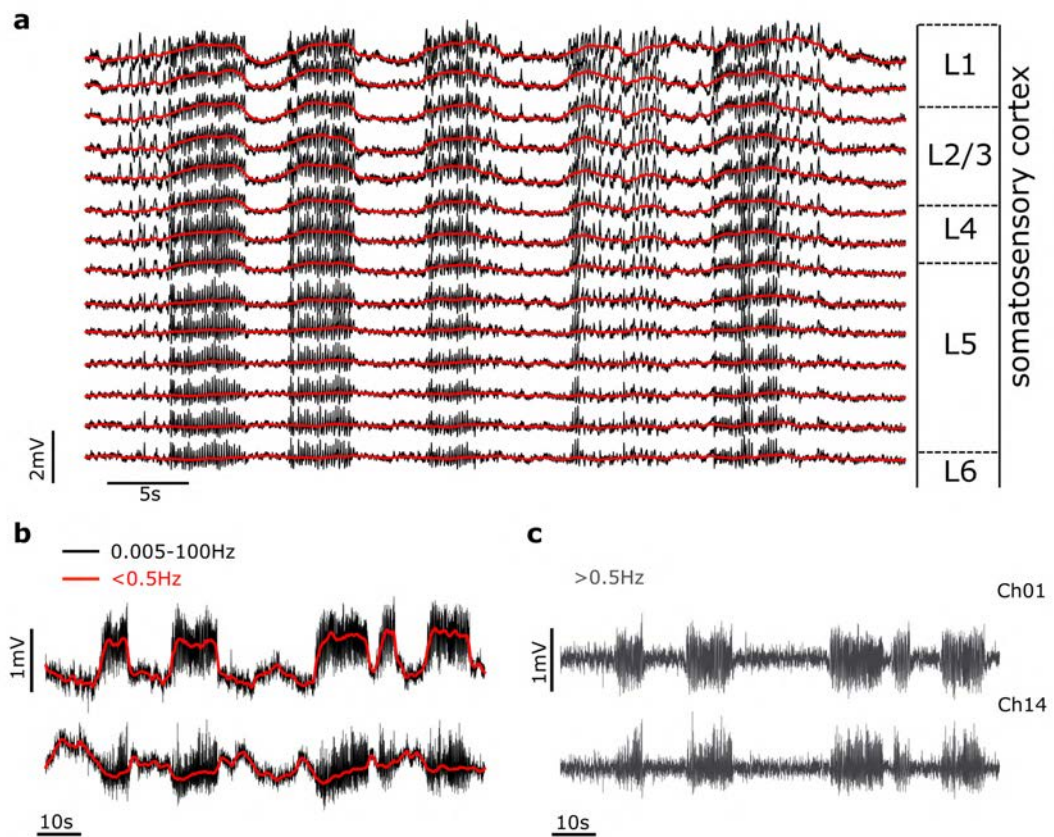 a
L1
L2/3
L4
L5
L6
somatosensory cortex
2mV
5s
b
0.005-100Hz
<0.5Hz
1mV
10s
c
>0.5Hz
Ch01
1mV
Ch14
10s